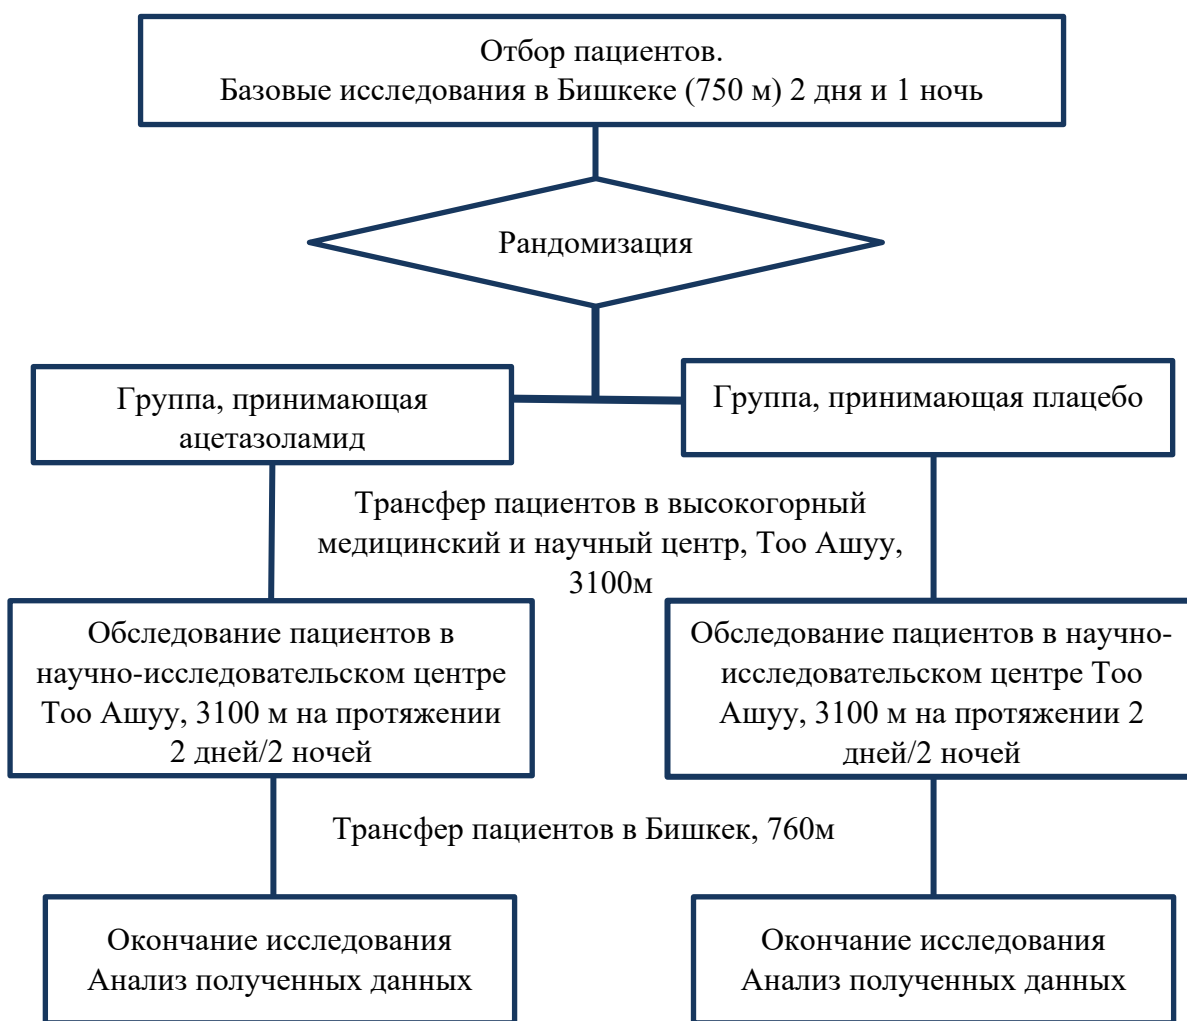 Отбор пациентов.
Базовые исследования в Бишкеке (750 м) 2 дня и 1 ночь
Рандомизация
Группа, принимающая
ацетазоламид
Группа, принимающая плацебо
Трансфер пациентов в высокогорный
медицинский и научный центр, Тоо Ашуу,
3100м
Обследование пациентов в
научно-исследовательском центре
Тоо Ашуу, 3100 м на протяжении
2 дней/2 ночей
Обследование пациентов в научно-
исследовательском центре Тоо
Ашуу, 3100 м на протяжении 2
дней/2 ночей
Трансфер пациентов в Бишкек, 760м
Окончание исследования
Анализ полученных данных
Окончание исследования
Анализ полученных данных